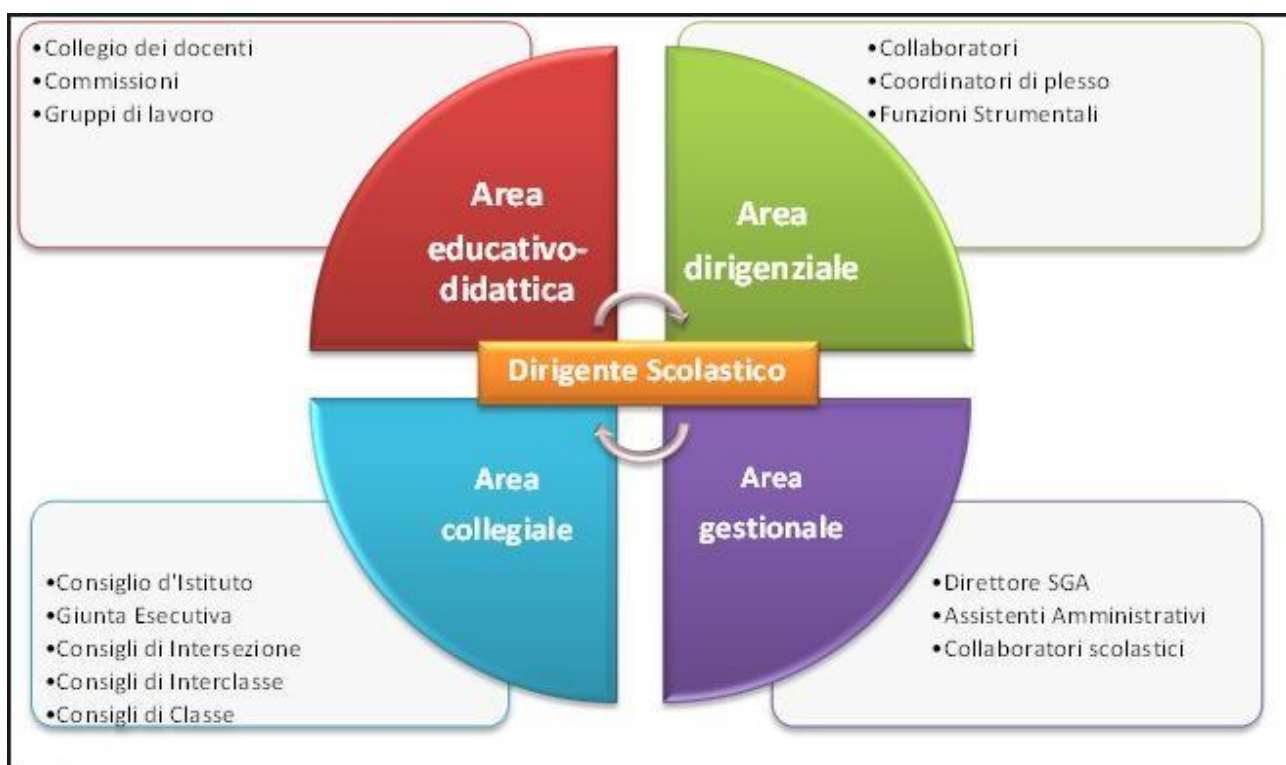 •Collegio dei docenti
•Commissioni
•Gruppi di lavoro
Area
educativo-
didattica
•Collaboratori
•Coordinatori di plesso
•Funzioni Strumentali
Area
dirigenziale
Dirigente Scolastico
Area
collegiale
•Consiglio d'Istituto
•Giunta Esecutiva
•Consigli di Intersezione
•Consigli di Interclasse
•Consigli di Classe
Area
gestionale
•Direttore SGA
•Assistenti Amministrativi
•Collaboratori scolastici